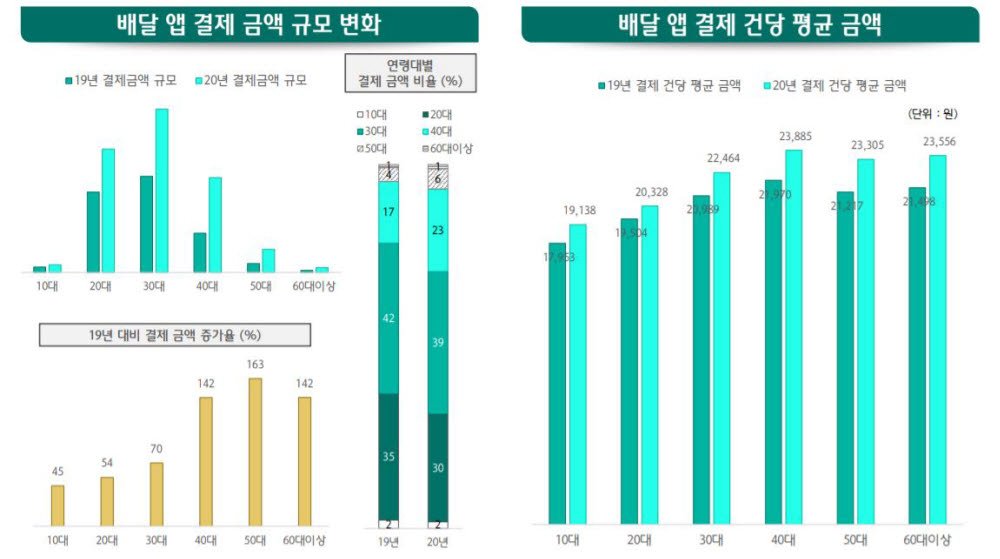 배달 앱 결제 금액 규모 변화
19년 결제금액 규모 20년 결제금액 규모
10대 20대 30대 40대 50대 60대이상
19년 대비 결제 금액 증가율 (%)
45 54 70 142 163 142
10대 20대 30대 40대 50대 60대이상
연령대별
결제 금액 비율 (%)
10대 20대
30대 40대
50대 60대이상
1 1
4 6
17 23
42 39
35 30
2 2
19년 20년
배달 앱 결제 건당 평균 금액
19년 결제 건당 평균 금액 20년 결제 건당 평균 금액
(단위 : 원)
17,953 19,138
19,504 20,328
20,989 22,464
21,970 23,885
21,217 23,305
21,498 23,556
10대 20대 30대 40대 50대 60대이상